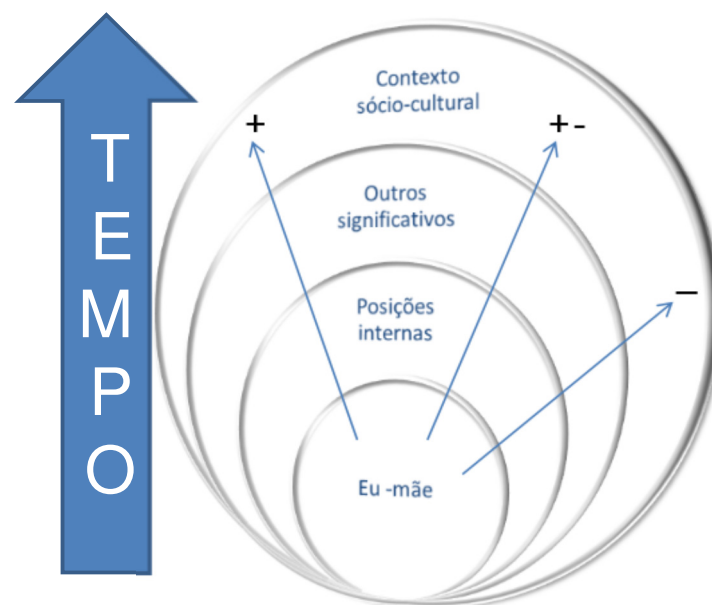 TEMPO
Contexto
sócio-cultural
+
+ -
Outros
significativos
–
Posições
internas
Eu -mãe